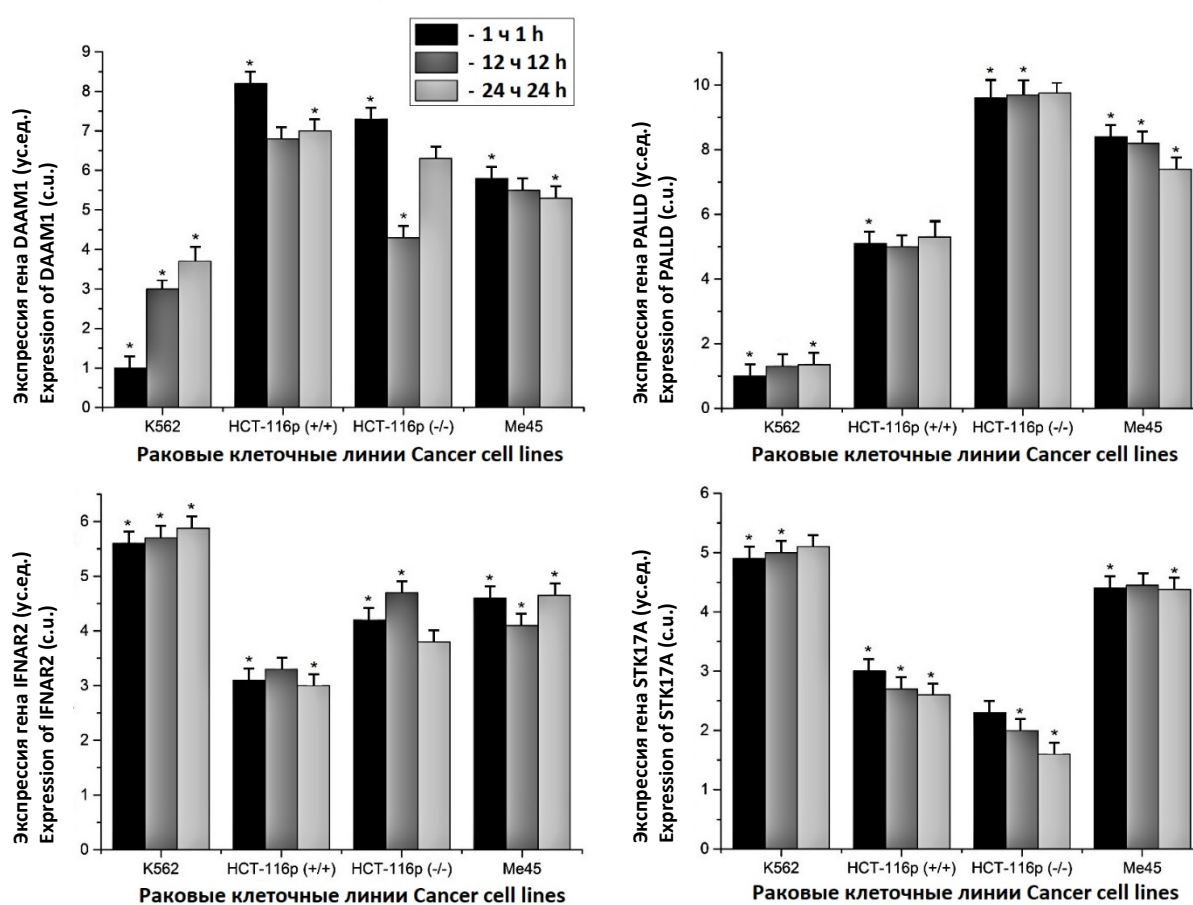 - 1 ч 1 h
- 12 ч 12 h
- 24 ч 24 h
Экспрессия гена DAAM1 (ус.ед.)
Expression of DAAM1 (c.u.)
9
8
7
6
5
4
3
2
1
0
* * * * * * * * *
K562 HCT-116p (+/+) HCT-116p (-/-) Me45
Раковые клеточные линии Cancer cell lines
Экспрессия гена PALLD (ус.ед.)
Expression of PALLD (c.u.)
10
8
6
4
2
0
* * * * * * * *
K562 HCT-116p (+/+) HCT-116p (-/-) Me45
Раковые клеточные линии Cancer cell lines
Экспрессия гена IFNAR2 (ус.ед.)
Expression of IFNAR2 (c.u.)
6
5
4
3
2
1
0
* * * * * * * * * *
K562 HCT-116p (+/+) HCT-116p (-/-) Me45
Раковые клеточные линии Cancer cell lines
Экспрессия гена STK17A (ус.ед.)
Expression of STK17A (c.u.)
6
5
4
3
2
1
0
* * * * * * * * *
K562 HCT-116p (+/+) HCT-116p (-/-) Me45
Раковые клеточные линии Cancer cell lines